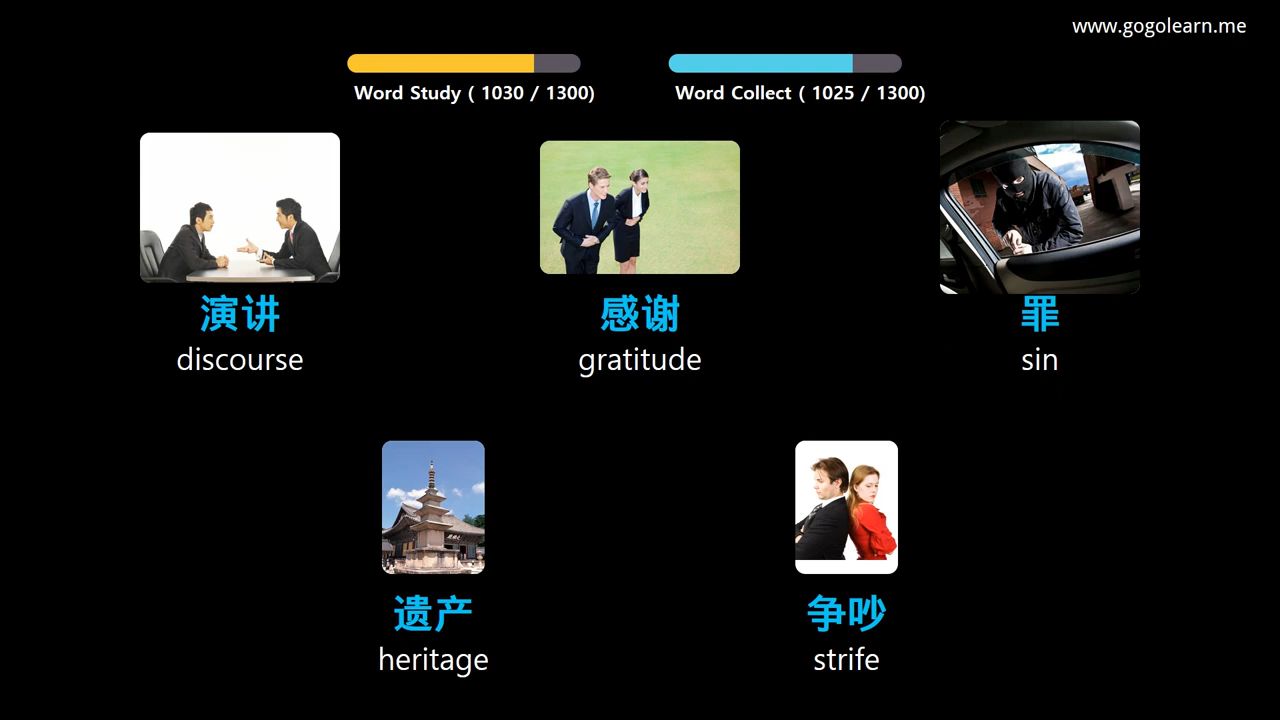 www.gogolearn.me
Word Study ( 1030 / 1300)
Word Collect ( 1025 / 1300)
演讲
discourse
感谢
gratitude
罪
sin
遗产
heritage
争吵
strife